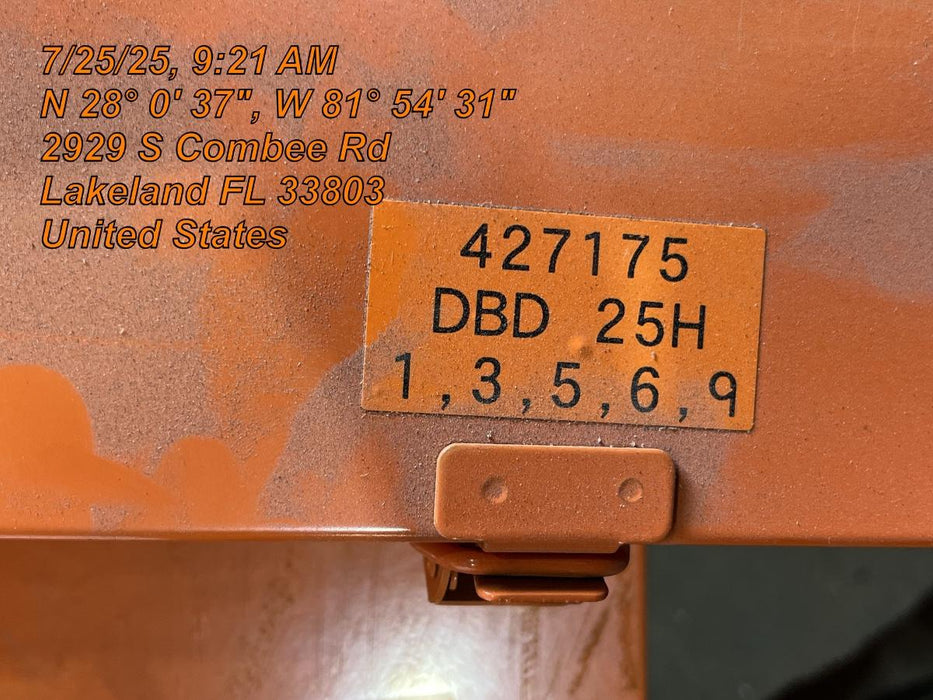 7/25/25, 9:21 AM
N 28° 0' 37", W 81° 54' 31"
2929 S Combee Rd
Lakeland FL 33803
United States
427175
DBD 25H
1,3,5,6,9